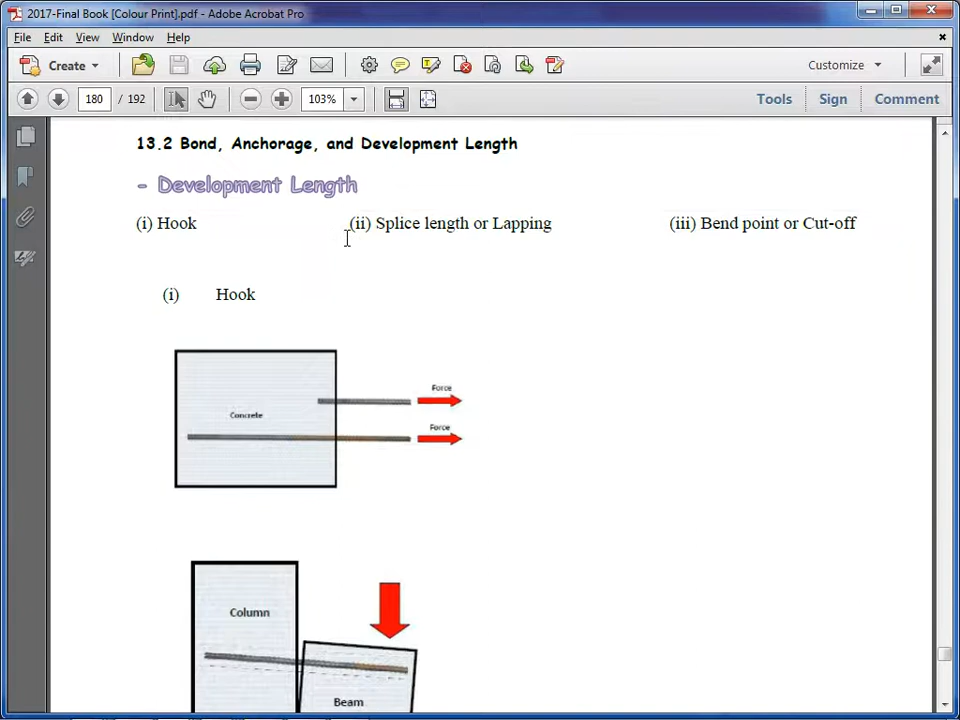 2017-Final Book [Colour Print].pdf - Adobe Acrobat Pro
File Edit View Window Help
Create Customize
180 / 192 103% Tools Sign Comment
13.2 Bond, Anchorage, and Development Length
- Development Length
(i) Hook (ii) Splice length or Lapping (iii) Bend point or Cut-off
(i) Hook
Force
Concrete
Force
Column
Beam